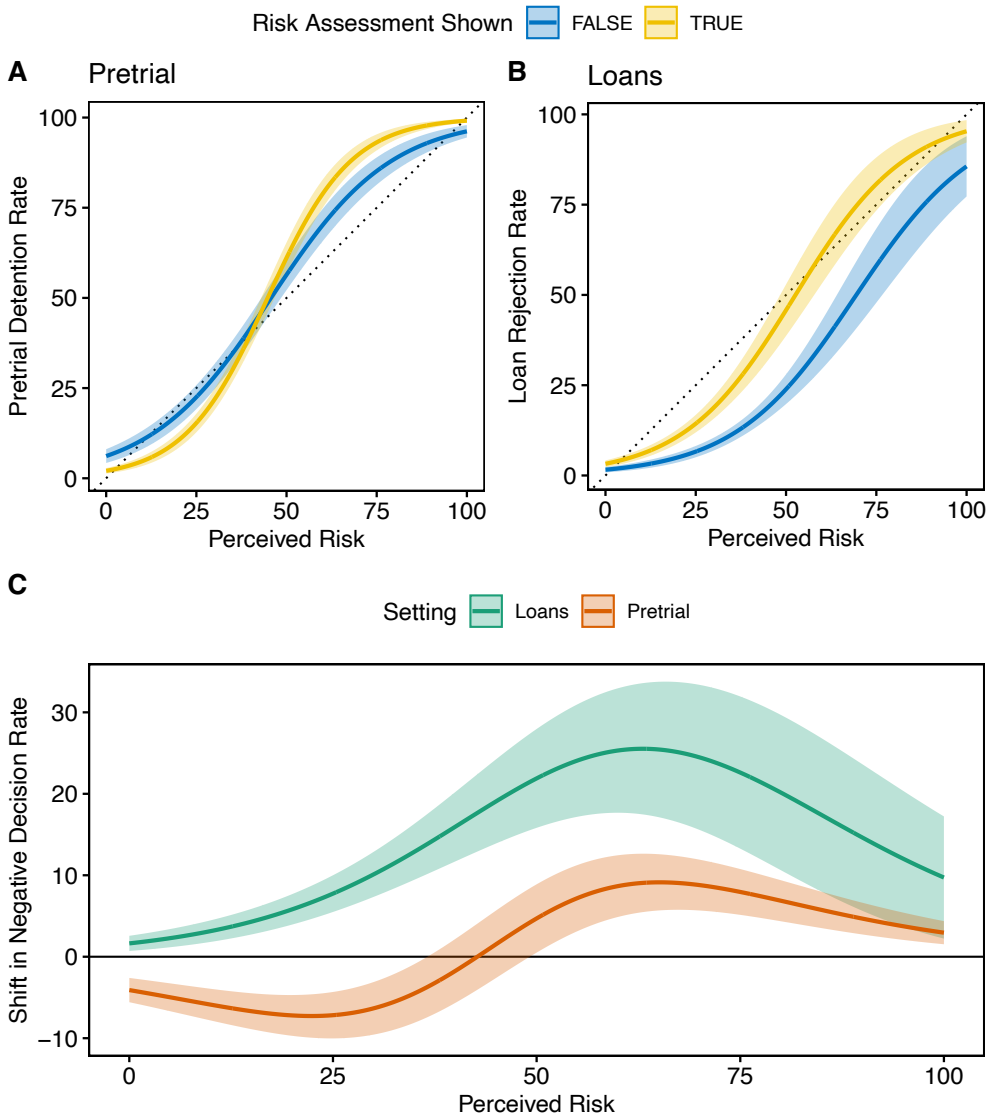 Risk Assessment Shown FALSE TRUE
A Pretrial
B Loans
Pretrial Detention Rate
100
75
50
25
0
0 25 50 75 100
Perceived Risk
Loan Rejection Rate
100
75
50
25
0
0 25 50 75 100
Perceived Risk
C
Setting Loans Pretrial
Shift in Negative Decision Rate
30
20
10
0
−10
0 25 50 75 100
Perceived Risk